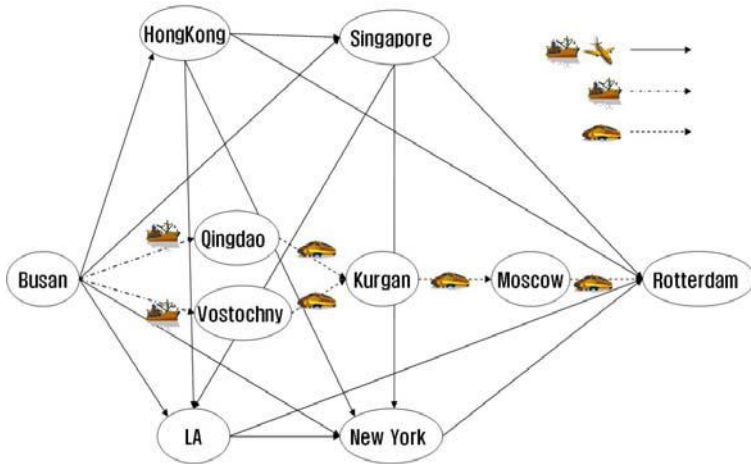 HongKong
Singapore
Qingdao
Busan
Kurgan
Moscow
Rotterdam
Vostochny
LA
New York